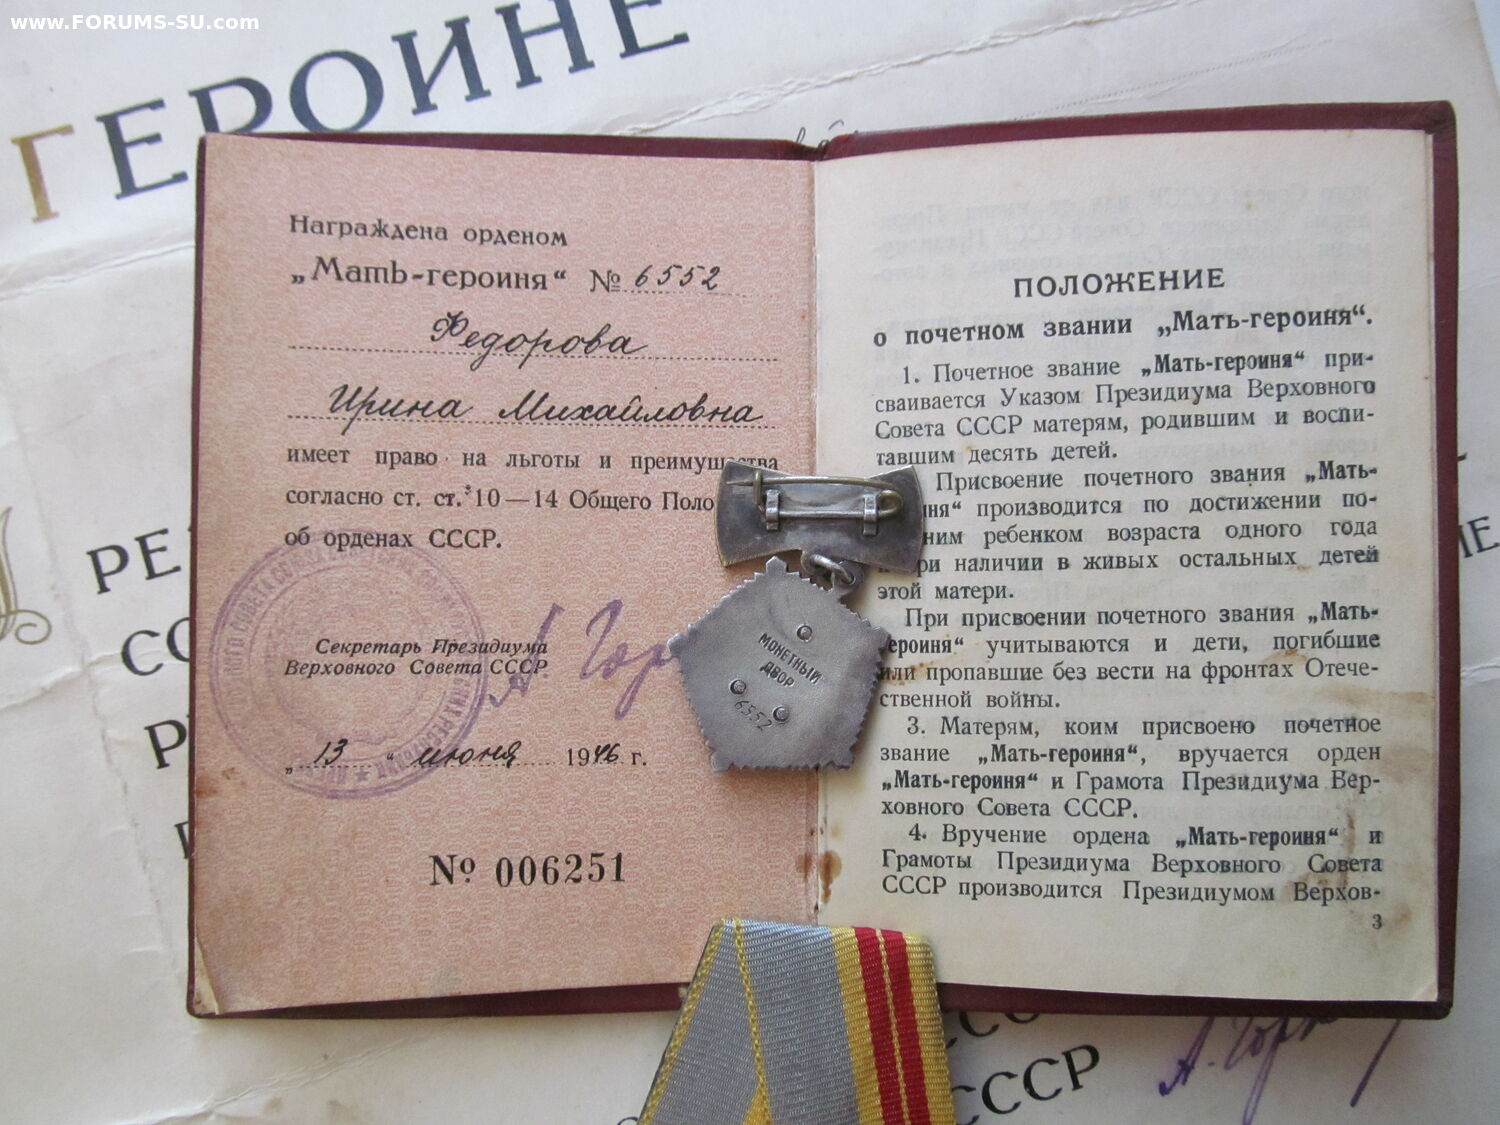 www.FORUMS-SU.com
ГЕРОИНЕ
Награждена орденом
„Мать-героиня“ № 6552
Федорова
Ирина Михайловна
имеет право на льготы и преимущества
согласно ст. ст. 10—14 Общего Поло
об орденах СССР.
Секретарь Президиума
Верховного Совета СССР
А. Гор
„13“ июня 1946 г.
№ 006251
МОНЕТНЫЙ
ДВОР
6552
ПОЛОЖЕНИЕ
о почетном звании „Мать-героиня“.
1. Почетное звание „Мать-героиня“ при-
сваивается Указом Президиума Верховного
Совета СССР матерям, родившим и воспи-
тавшим десять детей.
Присвоение почетного звания „Мать-
иня“ производится по достижении по-
ним ребенком возраста одного года
ри наличии в живых остальных детей
этой матери.
При присвоении почетного звания „Мать-
ероиня“ учитываются и дети, погибшие
или пропавшие без вести на фронтах Отече-
ственной войны.
3. Матерям, коим присвоено почетное
звание „Мать-героиня“, вручается орден
„Мать-героиня“ и Грамота Президиума Вер-
ховного Совета СССР.
4. Вручение ордена „Мать-героиня“ и
Грамоты Президиума Верховного Совета
СССР производится Президиумом Верхов-
3
СССР